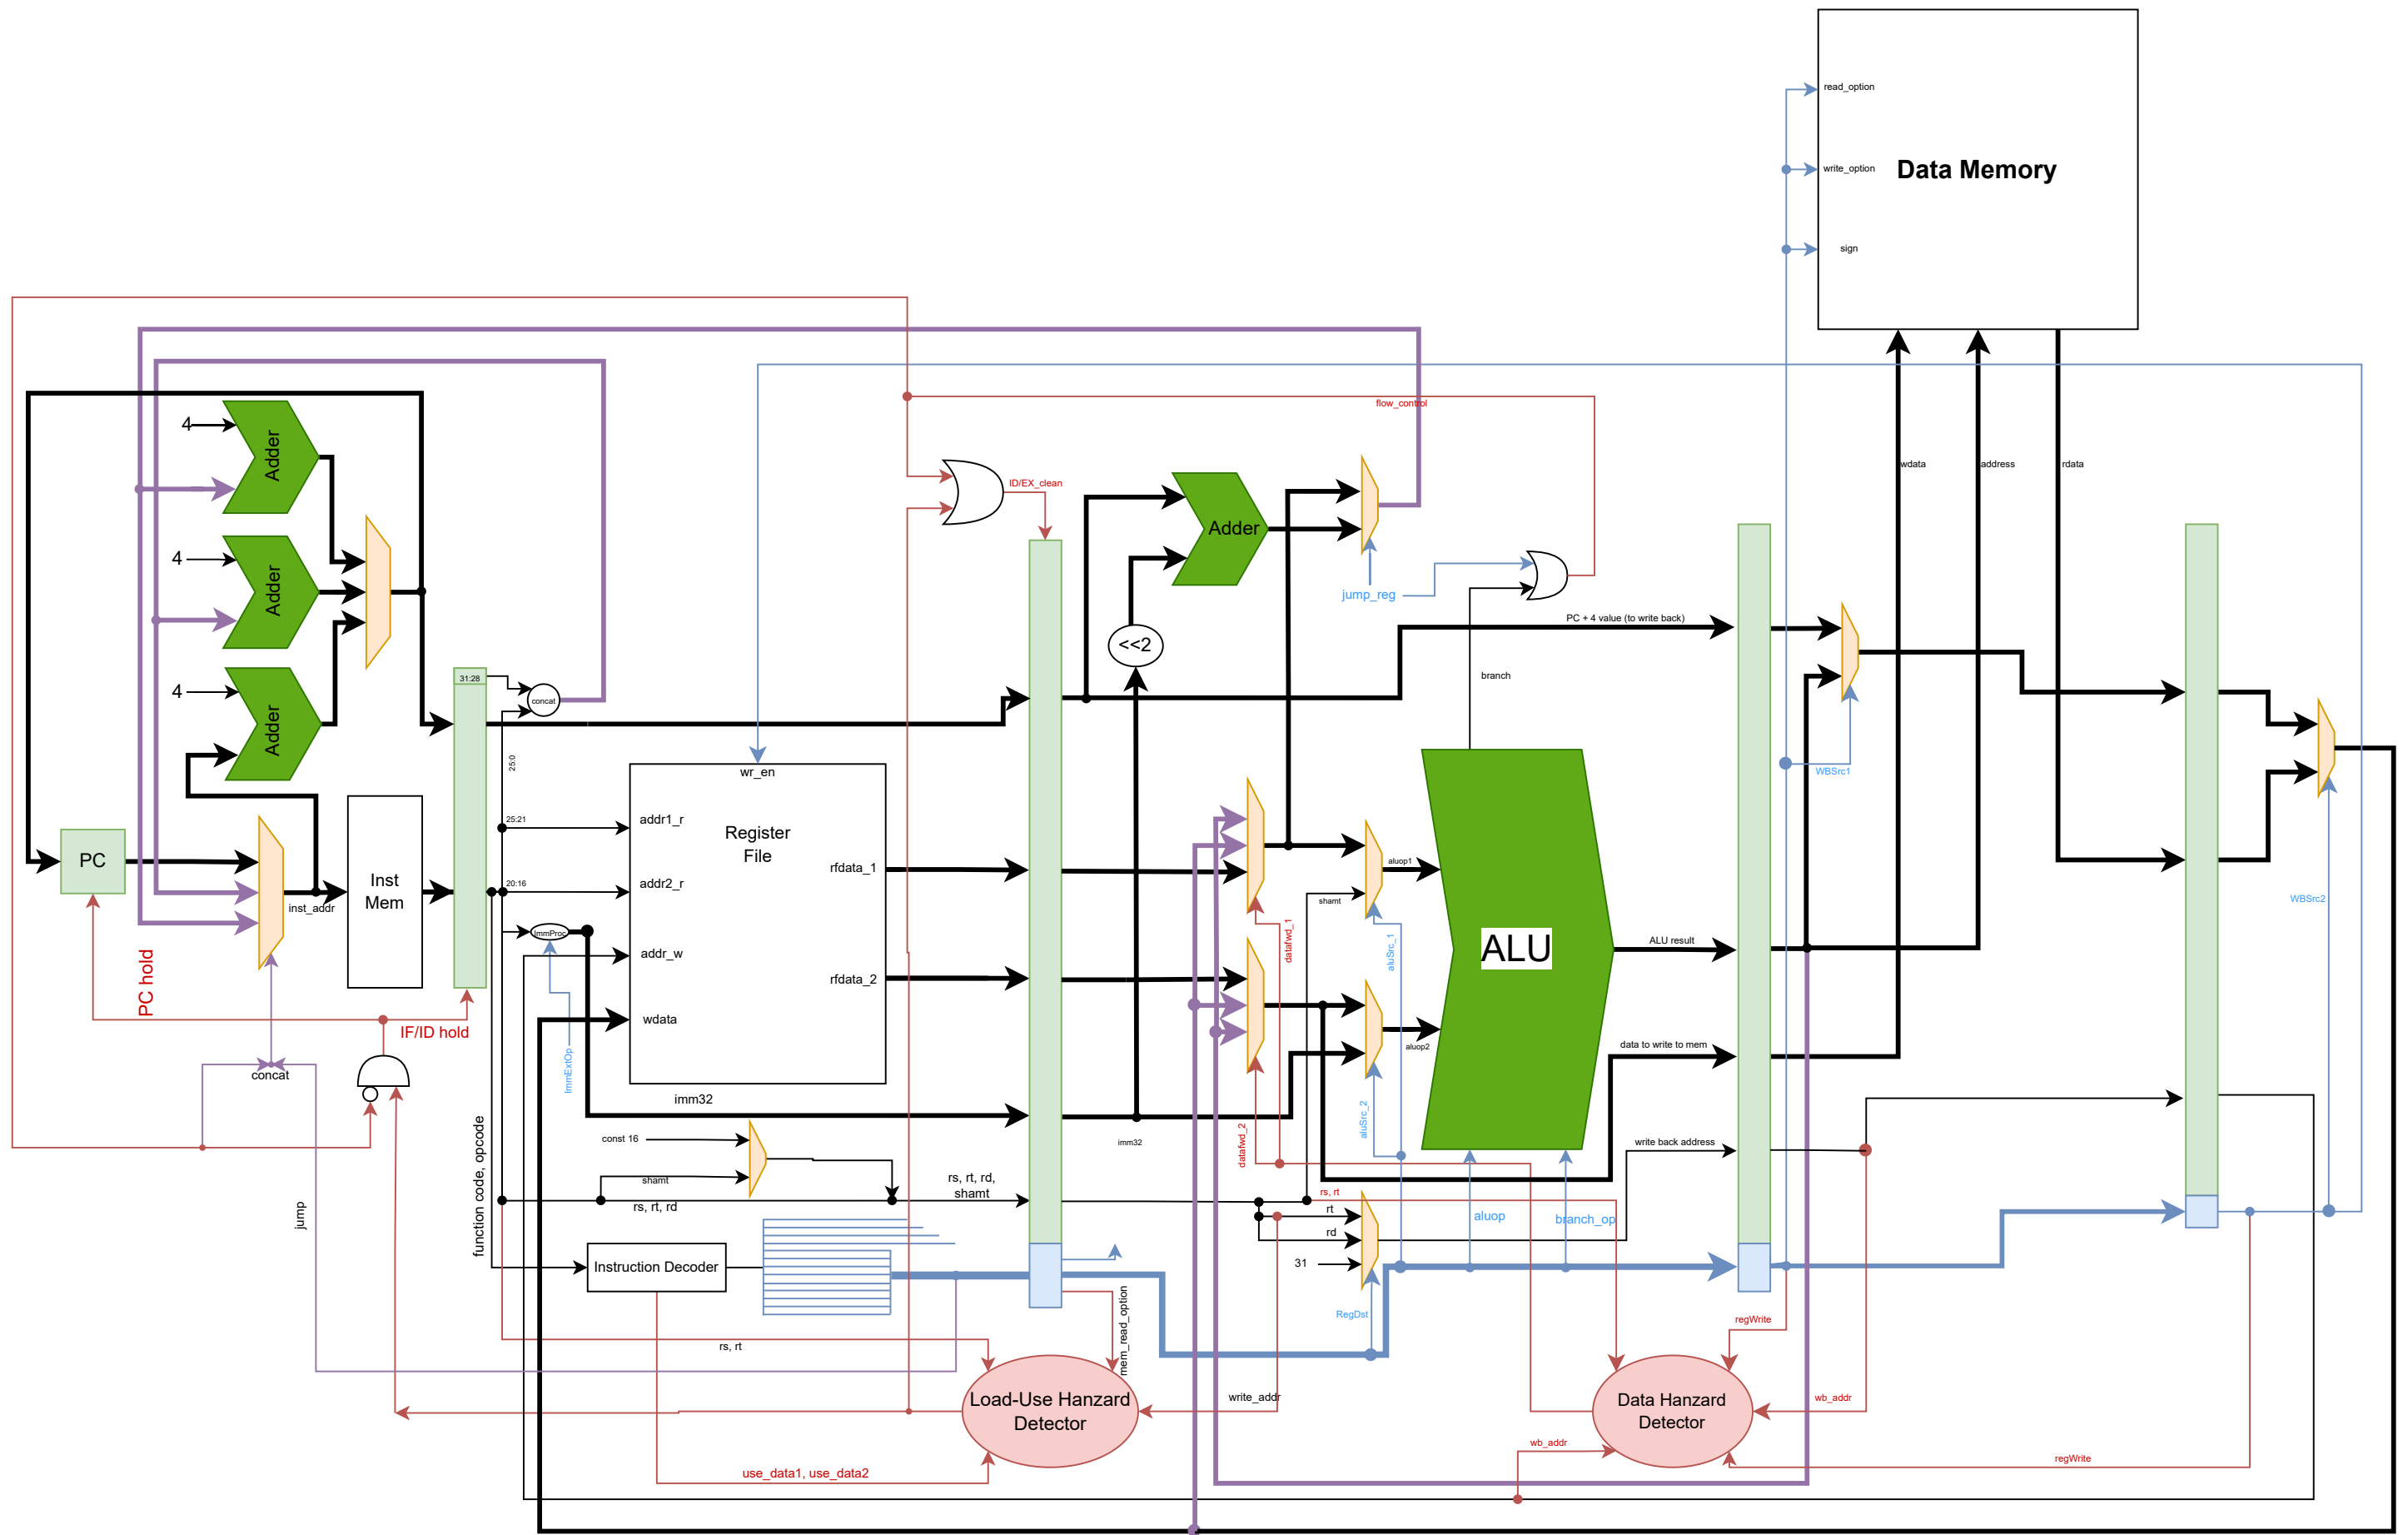 read_option
write_option
Data Memory
sign
flow_control
4
Adder
wdata
address
rdata
ID/EX_clean
Adder
4
Adder
jump_reg
PC + 4 value (to write back)
<<2
4
Adder
31:28
concat
branch
25:0
wr_en
WBSrc1
25:21
addr1_r
Register
File
PC
Inst
Mem
20:16
addr2_r
rfdata_1
aluop1
shamt
inst_addr
WBSrc2
ImmProc
addr_w
rfdata_2
datafwd_1
aluSrc_1
ALU
ALU result
PC hold
IF/ID hold
wdata
aluop2
data to write to mem
concat
ImmExtOp
imm32
const 16
imm32
datafwd_2
aluSrc_2
write back address
shamt
rs, rt, rd
rs, rt, rd,
shamt
rs, rt
rt
rd
31
aluop
branch_op
jump
function code, opcode
Instruction Decoder
mem_read_option
RegDst
regWrite
rs, rt
Load-Use Hanzard
Detector
write_addr
Data Hanzard
Detector
wb_addr
wb_addr
regWrite
use_data1, use_data2